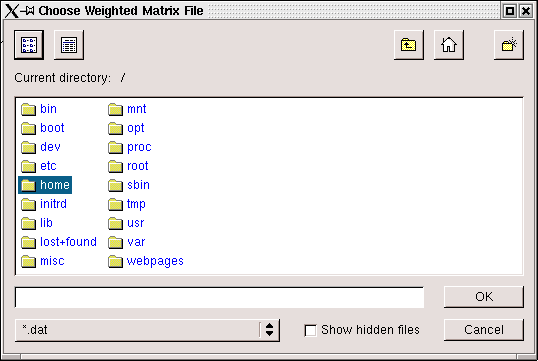 Choose Weighted Matrix File
Current directory: /
bin
boot
dev
etc
home
initrd
lib
lost+found
misc
mnt
opt
proc
root
sbin
tmp
usr
var
webpages
OK
*.dat
Show hidden files
Cancel